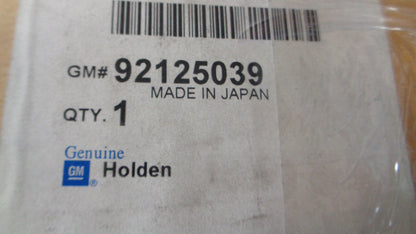 GM# 92125039
MADE IN JAPAN
QTY. 1
Genuine
GM ® Holden